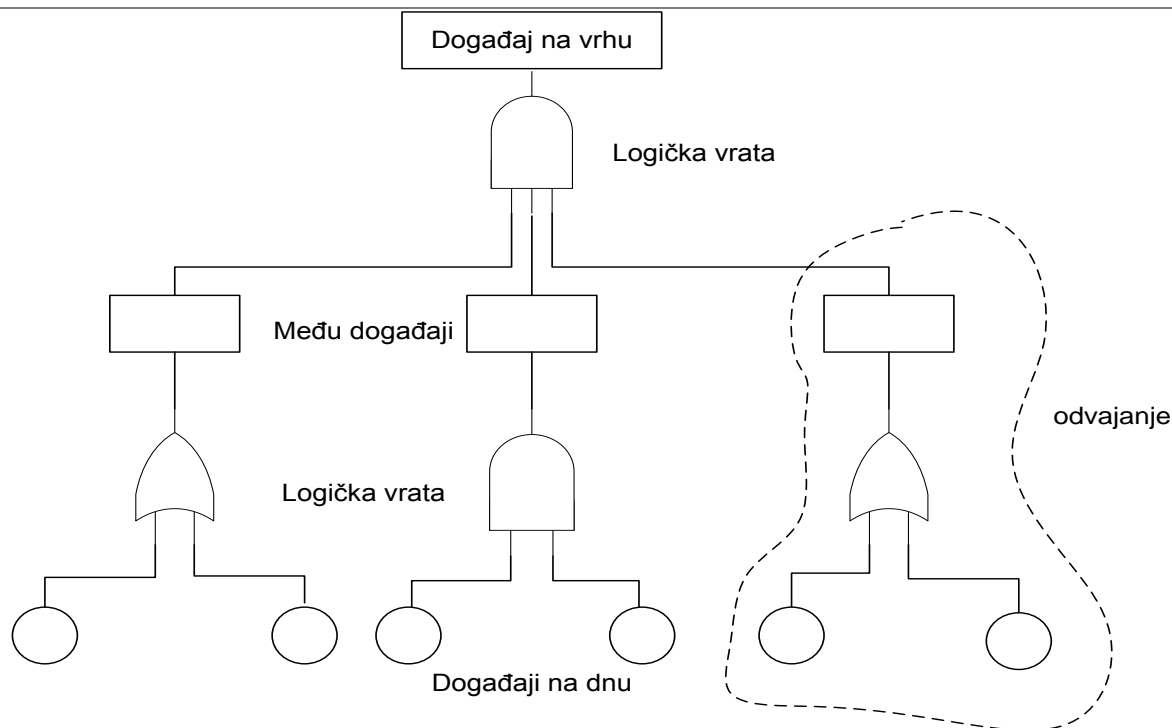 Događaj na vrhu
Logička vrata
Među događaji
odvajanje
Logička vrata
Događaji na dnu